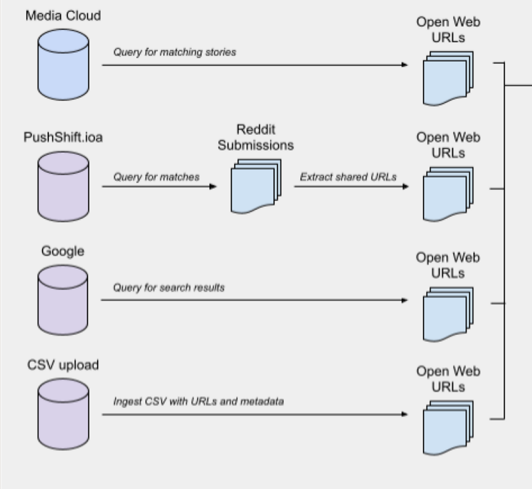 Media Cloud
Query for matching stories
Open Web
URLs
PushShift.ioa
Query for matches
Reddit
Submissions
Extract shared URLs
Open Web
URLs
Google
Query for search results
Open Web
URLs
CSV upload
Ingest CSV with URLs and metadata
Open Web
URLs